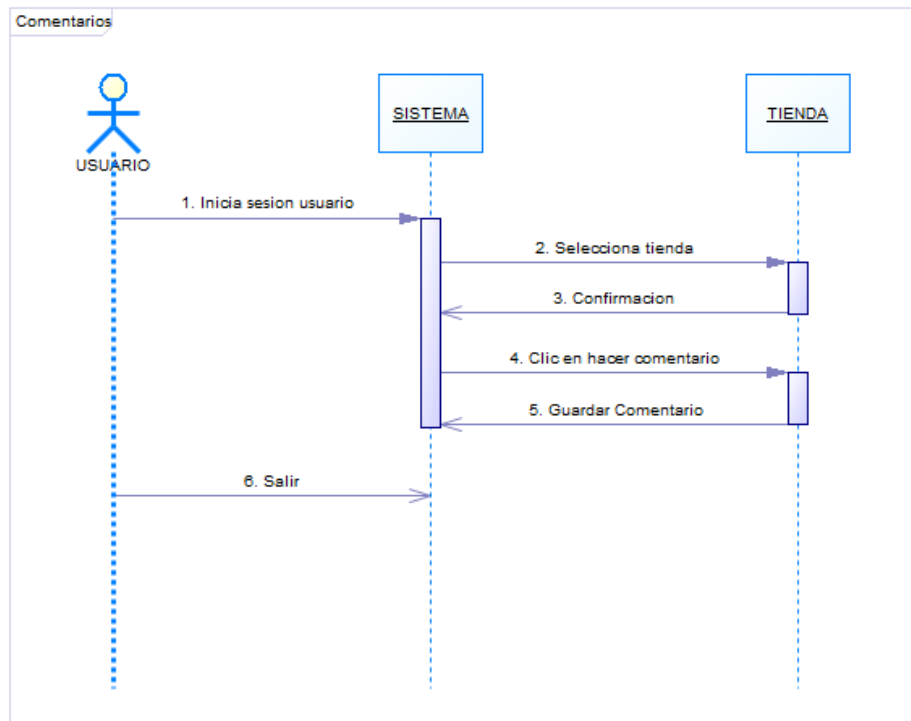 Comentarios
SISTEMA
TIENDA
USUARIO
1. Inicia sesion usuario
2. Selecciona tienda
3. Confirmacion
4. Clic en hacer comentario
5. Guardar Comentario
6. Salir